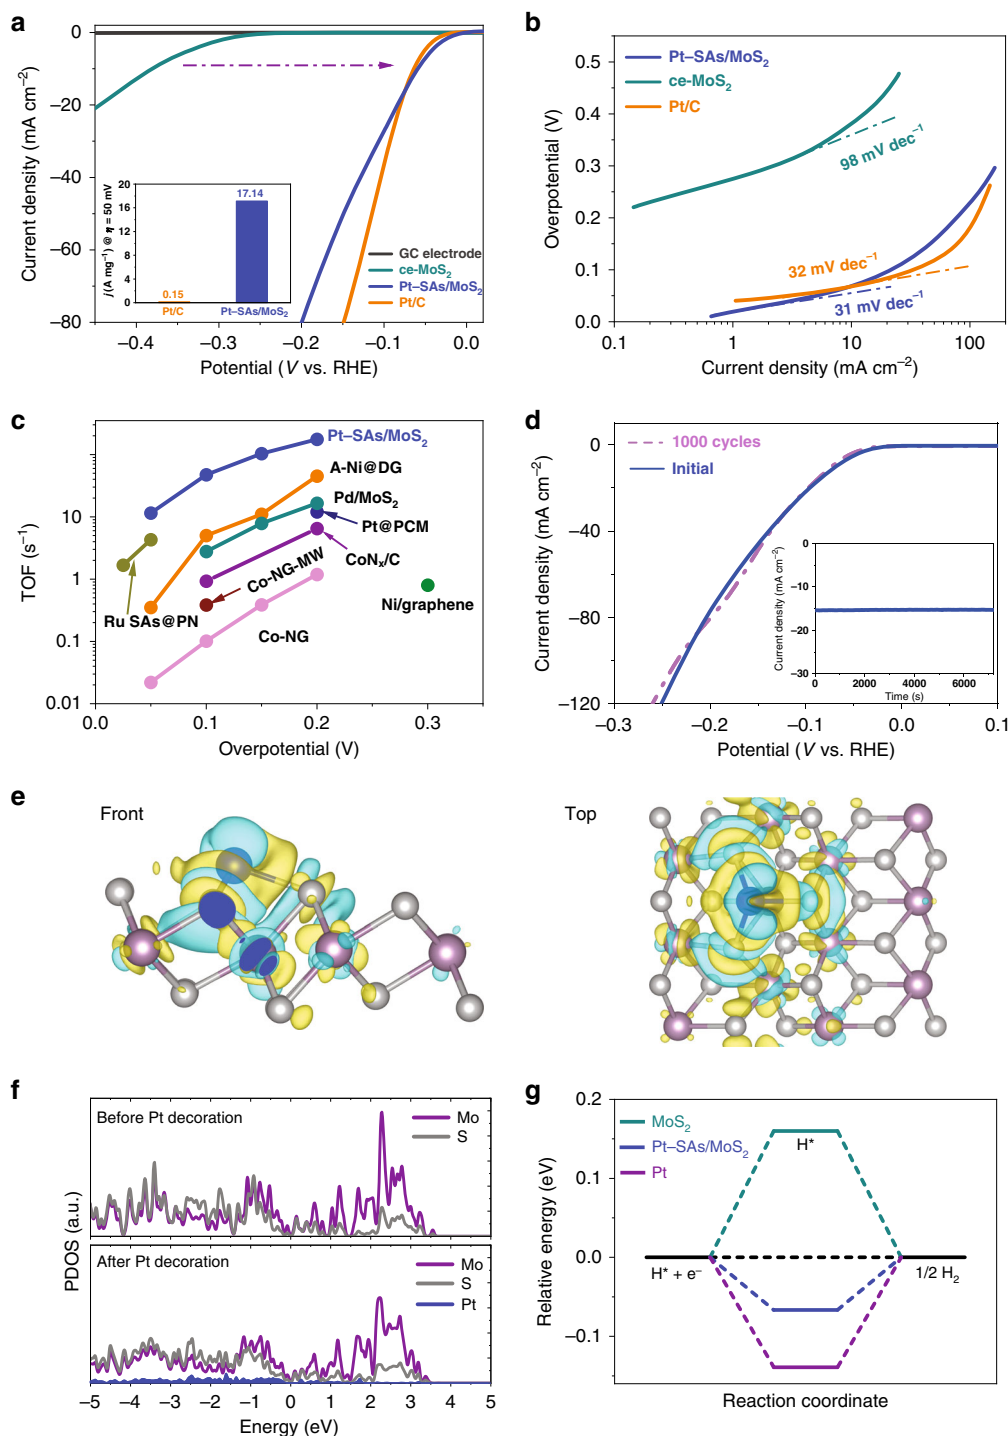 a
Current density (mA cm⁻²)
0
−20
−40
−60
−80
−0.4
−0.3
−0.2
−0.1
0.0
Potential (V vs. RHE)
GC electrode
ce-MoS₂
Pt–SAs/MoS₂
Pt/C
j (A mg⁻¹) @ η = 50 mV
20
16
12
8
4
0
0.15
17.14
Pt/C
Pt–SAs/MoS₂
b
Overpotential (V)
0.5
0.4
0.3
0.2
0.1
0.0
0.1
1
10
100
Current density (mA cm⁻²)
Pt–SAs/MoS₂
ce-MoS₂
Pt/C
98 mV dec⁻¹
32 mV dec⁻¹
31 mV dec⁻¹
c
TOF (s⁻¹)
10
1
0.1
0.01
0.0
0.1
0.2
0.3
Overpotential (V)
Pt–SAs/MoS₂
A-Ni@DG
Pd/MoS₂
Pt@PCM
CoNₓ/C
Co-NG-MW
Ni/graphene
Ru SAs@PN
Co-NG
d
Current density (mA cm⁻²)
0
−40
−80
−120
−0.3
−0.2
−0.1
0.0
0.1
Potential (V vs. RHE)
1000 cycles
Initial
Current density (mA cm⁻²)
0
−15
−30
0
2000
4000
6000
Time (s)
e
Front
Top
f
PDOS (a.u.)
Before Pt decoration
Mo
S
After Pt decoration
Mo
S
Pt
−5
−4
−3
−2
−1
0
1
2
3
4
5
Energy (eV)
g
Relative energy (eV)
0.2
0.1
0.0
−0.1
MoS₂
Pt–SAs/MoS₂
Pt
H*
H* + e⁻
1/2 H₂
Reaction coordinate